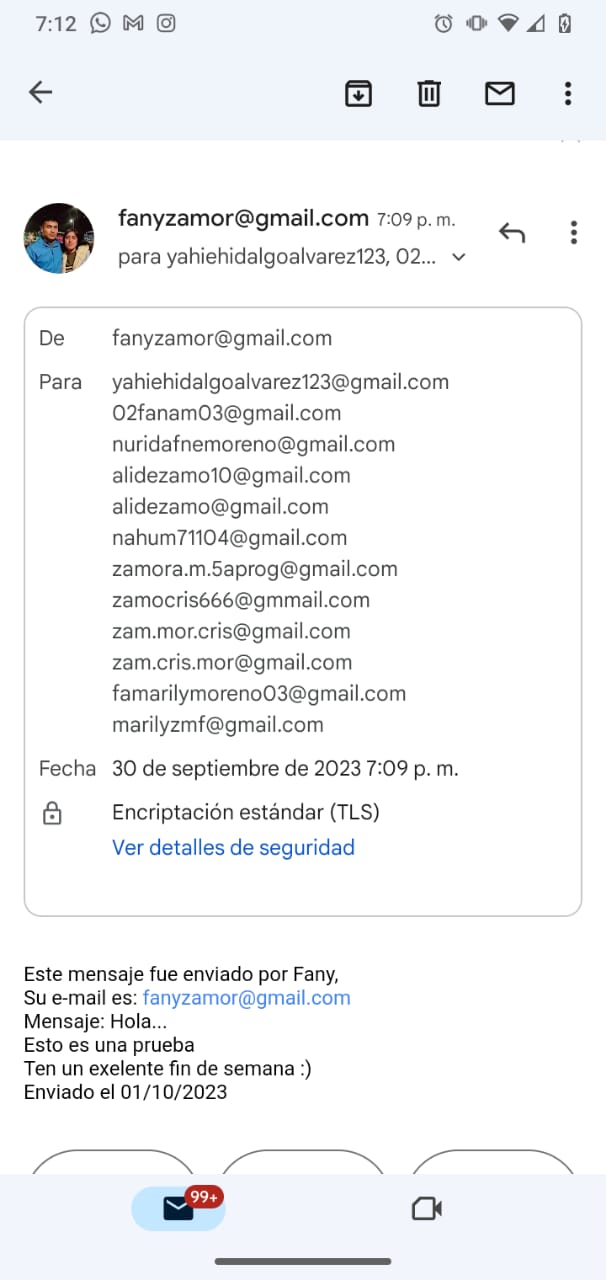 7:12
fanyzamor@gmail.com 7:09 p. m.
para yahiehidalgoalvarez123, 02...
De fanyzamor@gmail.com
Para yahiehidalgoalvarez123@gmail.com
02fanam03@gmail.com
nuridafnemoreno@gmail.com
alidezamo10@gmail.com
alidezamo@gmail.com
nahum71104@gmail.com
zamora.m.5aprog@gmail.com
zamocris666@gmmail.com
zam.mor.cris@gmail.com
zam.cris.mor@gmail.com
famarilymoreno03@gmail.com
marilyzmf@gmail.com
Fecha 30 de septiembre de 2023 7:09 p. m.
Encriptación estándar (TLS)
Ver detalles de seguridad
Este mensaje fue enviado por Fany,
Su e-mail es: fanyzamor@gmail.com
Mensaje: Hola...
Esto es una prueba
Ten un exelente fin de semana :)
Enviado el 01/10/2023
99+